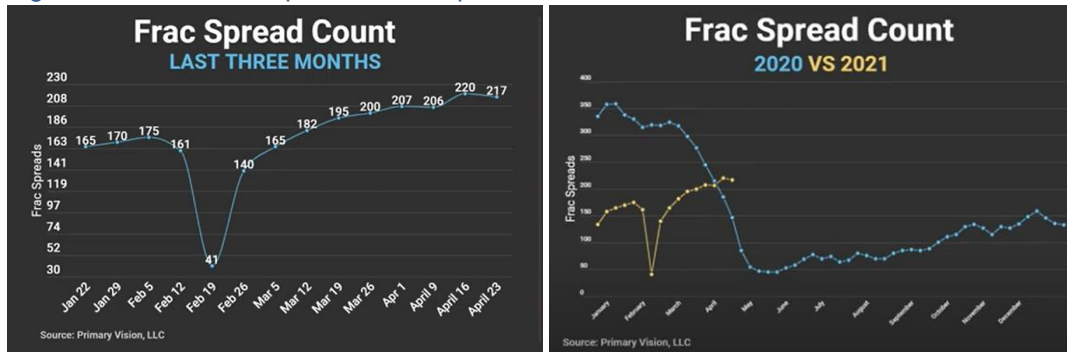 Frac Spread Count
LAST THREE MONTHS
230
208
186
163
141
119
97
74
52
30
Frac Spreads
165
170
175
161
41
140
165
182
195
200
207
206
220
217
Jan 22
Jan 29
Feb 5
Feb 12
Feb 19
Feb 26
Mar 5
Mar 12
Mar 19
Mar 26
Apr 1
April 9
April 16
April 23
Source: Primary Vision, LLC
Frac Spread Count
2020 VS 2021
400
350
300
250
200
150
100
50
0
Frac Spreads
January
February
March
April
May
June
July
August
September
October
November
December
Source: Primary Vision, LLC